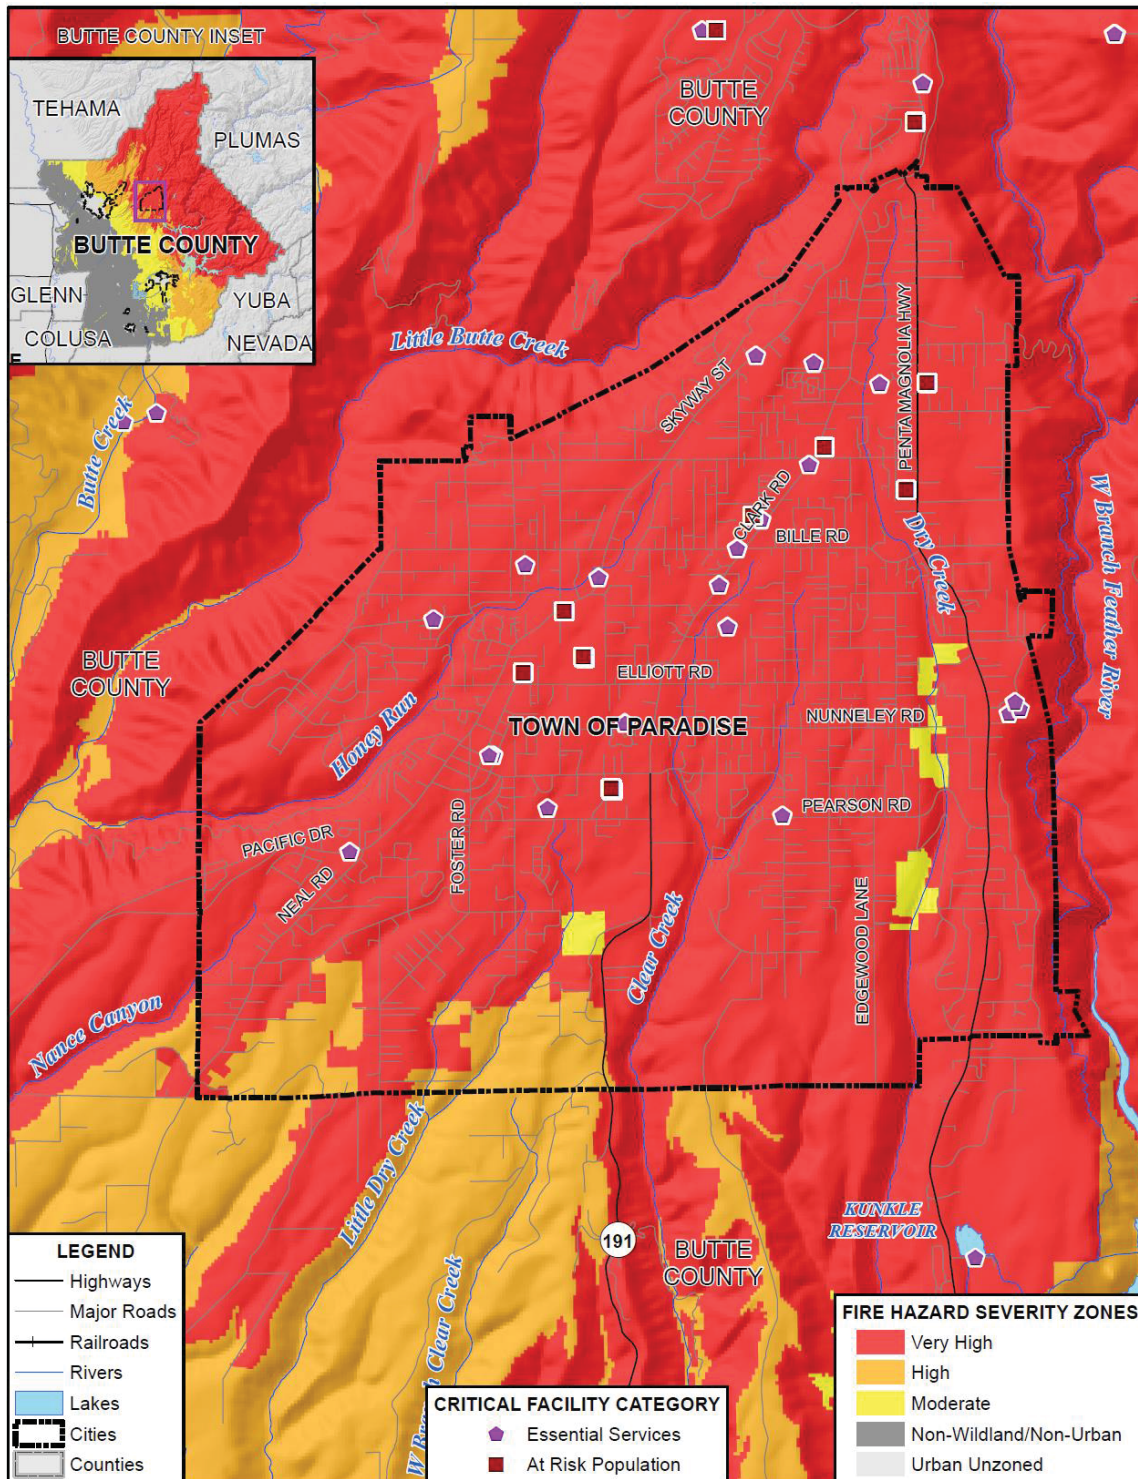 BUTTE COUNTY INSET
TEHAMA
PLUMAS
BUTTE COUNTY
GLENN
YUBA
COLUSA
NEVADA
BUTTE
COUNTY
Little Butte Creek
SKYWAY ST
PENTA MAGNOLIA HWY
Butte Creek
CLARK RD
BILLE RD
Dry Creek
W Branch Feather River
BUTTE
COUNTY
ELLIOTT RD
Honey Run
NUNNELEY RD
TOWN OF PARADISE
PEARSON RD
PACIFIC DR
NEAL RD
FOSTER RD
EDGEWOOD LANE
Clear Creek
Nance Canyon
Little Dry Creek
KUNKLE
RESERVOIR
191
BUTTE
COUNTY
W Branch Clear Creek
LEGEND
Highways
Major Roads
Railroads
Rivers
Lakes
Cities
Counties
CRITICAL FACILITY CATEGORY
Essential Services
At Risk Population
FIRE HAZARD SEVERITY ZONES
Very High
High
Moderate
Non-Wildland/Non-Urban
Urban Unzoned